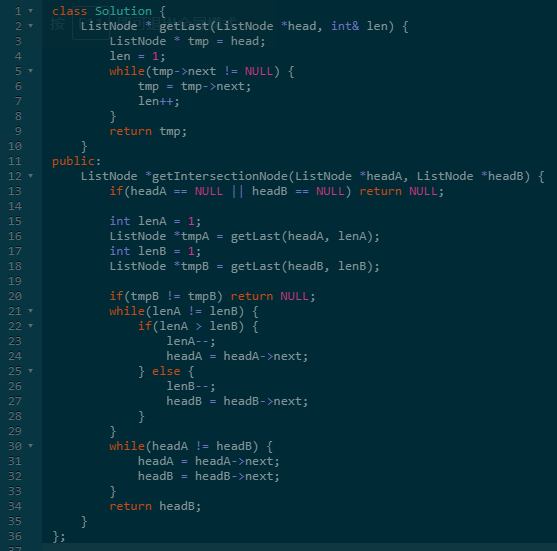 1 class Solution {
2     ListNode * getLast(ListNode *head, int& len) {
3         ListNode * tmp = head;
4         len = 1;
5         while(tmp->next != NULL) {
6             tmp = tmp->next;
7             len++;
8         }
9         return tmp;
10     }
11 public:
12     ListNode *getIntersectionNode(ListNode *headA, ListNode *headB) {
13         if(headA == NULL || headB == NULL) return NULL;
14
15         int lenA = 1;
16         ListNode *tmpA = getLast(headA, lenA);
17         int lenB = 1;
18         ListNode *tmpB = getLast(headB, lenB);
19
20         if(tmpB != tmpB) return NULL;
21         while(lenA != lenB) {
22             if(lenA > lenB) {
23                 lenA--;
24                 headA = headA->next;
25             } else {
26                 lenB--;
27                 headB = headB->next;
28             }
29         }
30         while(headA != headB) {
31             headA = headA->next;
32             headB = headB->next;
33         }
34         return headB;
35     }
36 };